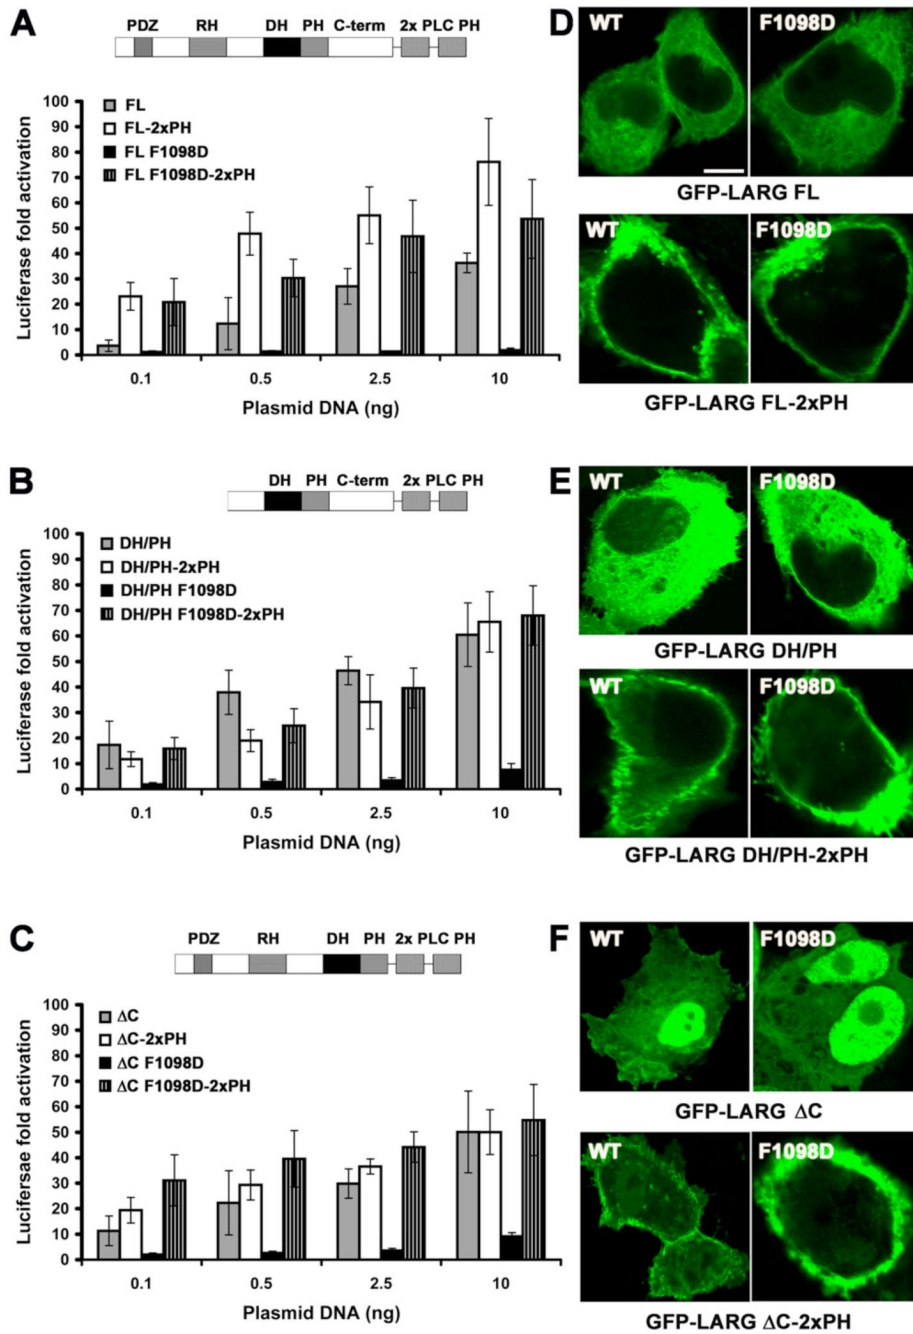 A
PDZ RH DH PH C-term 2x PLC PH
Luciferase fold activation
100
90
80
70
60
50
40
30
20
10
0
FL
FL-2xPH
FL F1098D
FL F1098D-2xPH
0.1 0.5 2.5 10
Plasmid DNA (ng)
D
WT F1098D
GFP-LARG FL
WT F1098D
GFP-LARG FL-2xPH
B
DH PH C-term 2x PLC PH
Luciferase fold activation
100
90
80
70
60
50
40
30
20
10
0
DH/PH
DH/PH-2xPH
DH/PH F1098D
DH/PH F1098D-2xPH
0.1 0.5 2.5 10
Plasmid DNA (ng)
E
WT F1098D
GFP-LARG DH/PH
WT F1098D
GFP-LARG DH/PH-2xPH
C
PDZ RH DH PH 2x PLC PH
Lucifersae fold activation
100
90
80
70
60
50
40
30
20
10
0
ΔC
ΔC-2xPH
ΔC F1098D
ΔC F1098D-2xPH
0.1 0.5 2.5 10
Plasmid DNA (ng)
F
WT F1098D
GFP-LARG ΔC
WT F1098D
GFP-LARG ΔC-2xPH